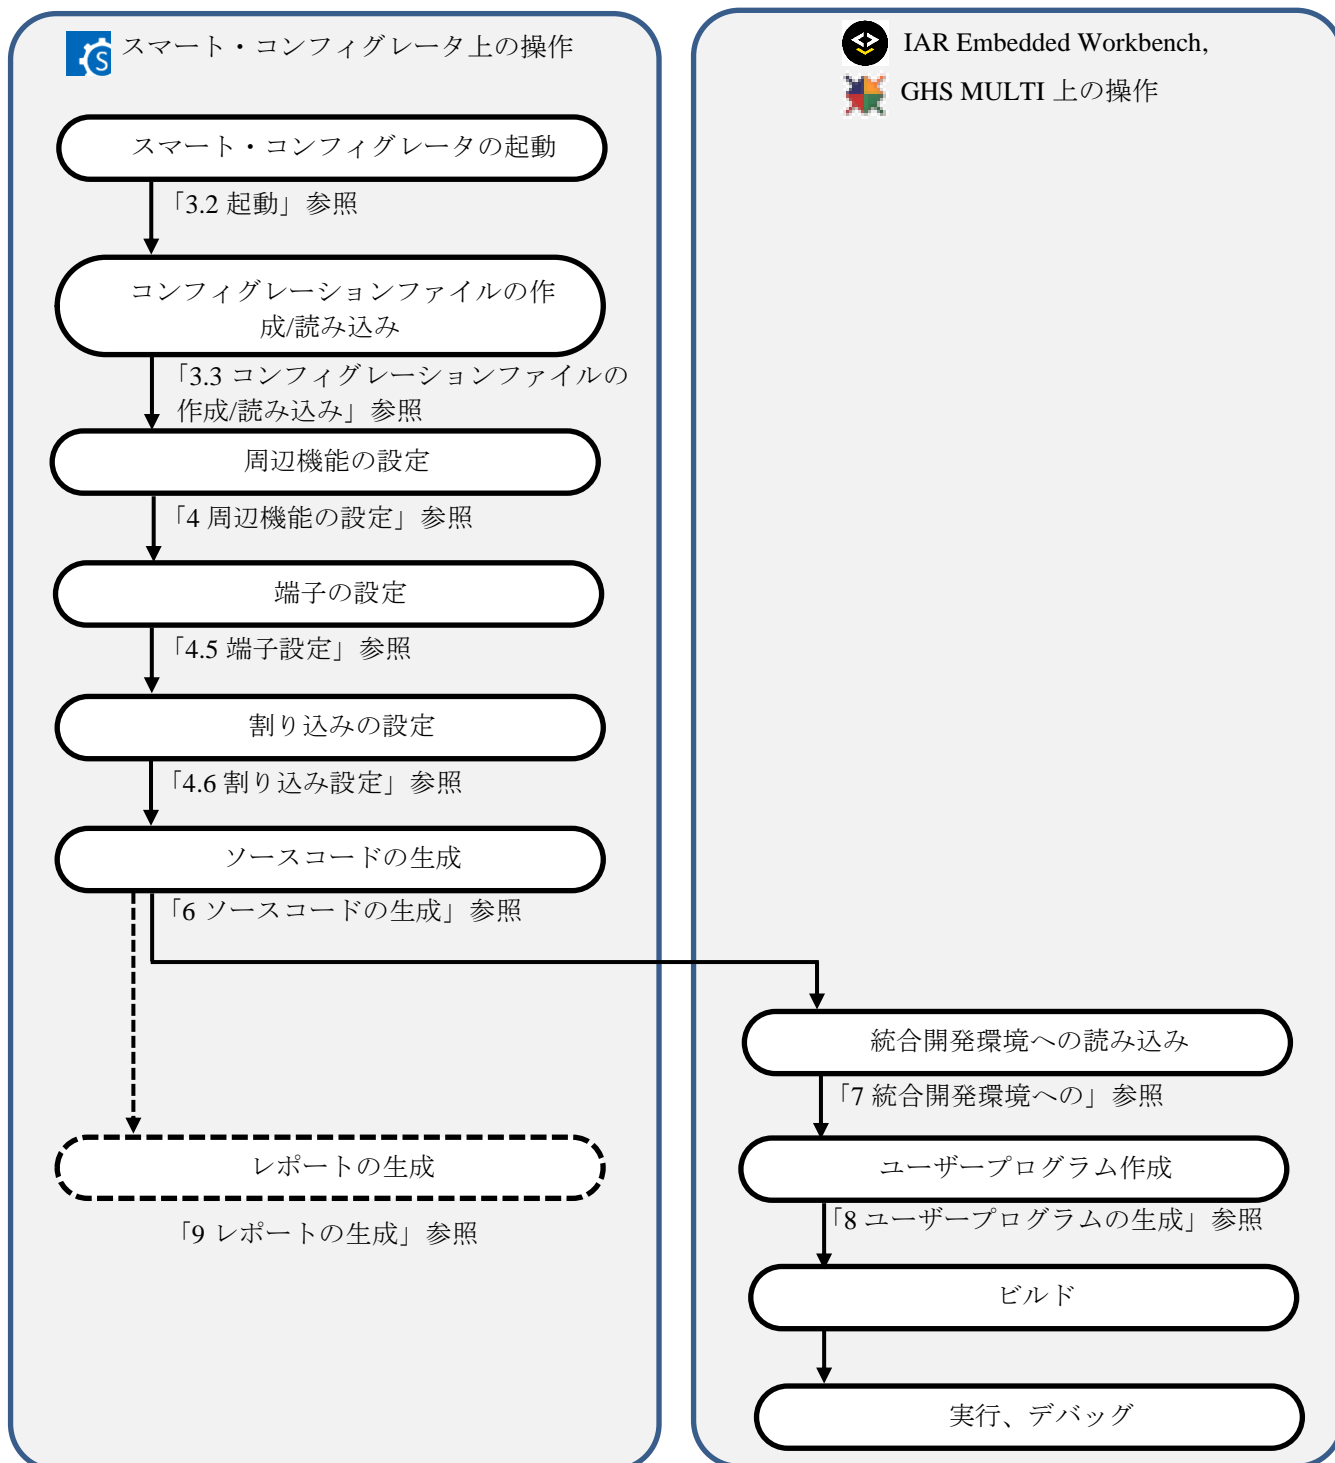 スマート・コンフィグレータ上の操作
スマート・コンフィグレータの起動
「3.2 起動」参照
コンフィグレーションファイルの作
成/読み込み
「3.3 コンフィグレーションファイルの
作成/読み込み」参照
周辺機能の設定
「4 周辺機能の設定」参照
端子の設定
「4.5 端子設定」参照
割り込みの設定
「4.6 割り込み設定」参照
ソースコードの生成
「6 ソースコードの生成」参照
レポートの生成
「9 レポートの生成」参照
IAR Embedded Workbench,
GHS MULTI 上の操作
統合開発環境への読み込み
「7 統合開発環境への」参照
ユーザープログラム作成
「8 ユーザープログラムの生成」参照
ビルド
実行、デバッグ